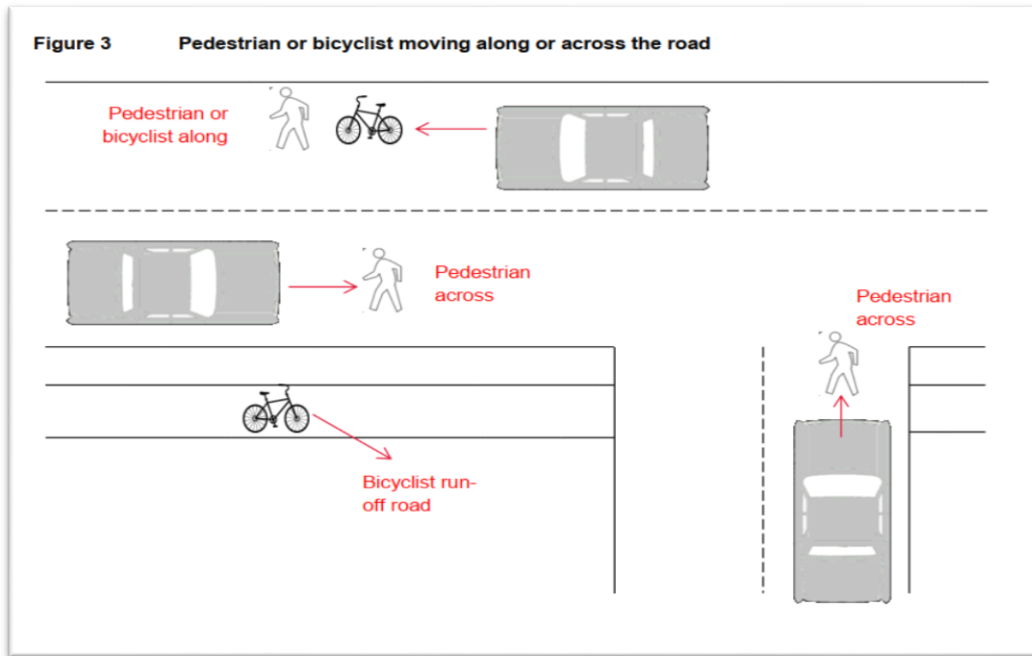 Figure 3 Pedestrian or bicyclist moving along or across the road
Pedestrian or
bicyclist along
Pedestrian
across
Pedestrian
across
Bicyclist run-
off road